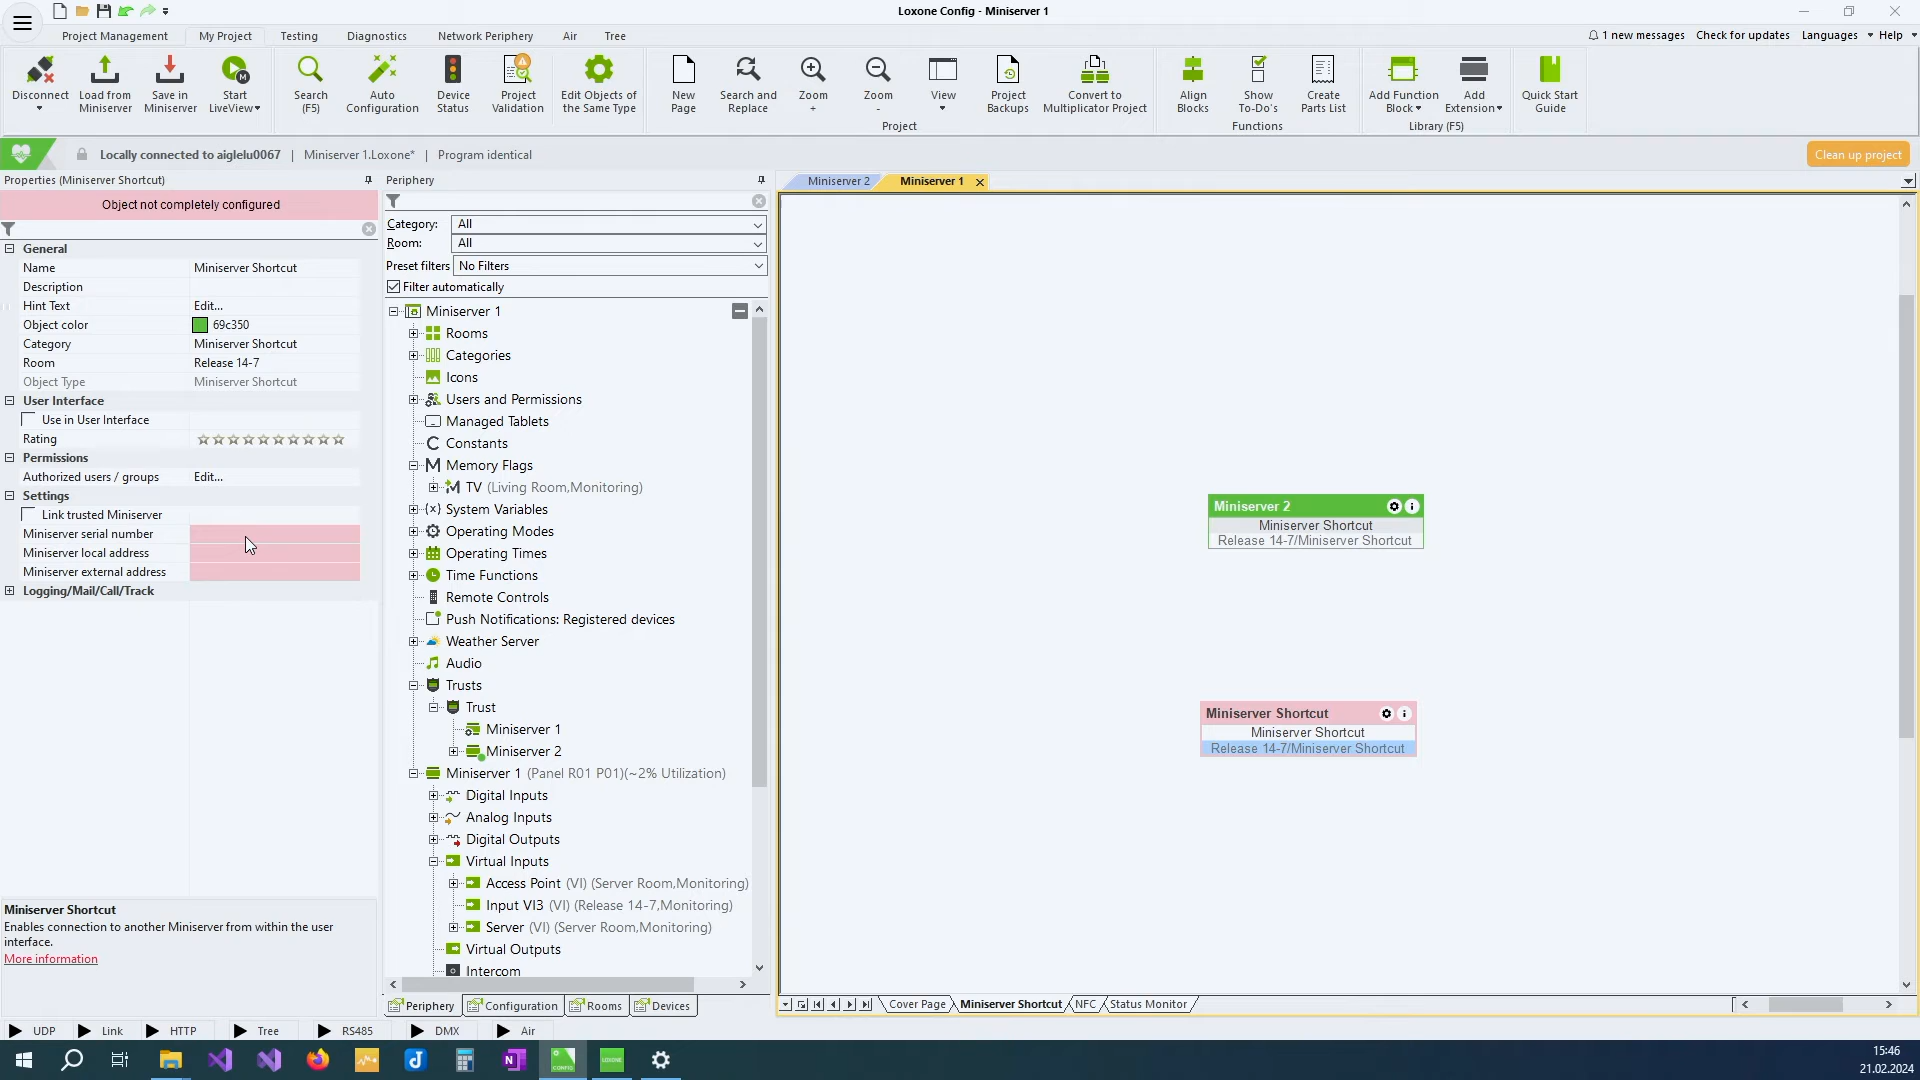 Loxone Config - Miniserver 1
Project Management
My Project
Testing
Diagnostics
Network Periphery
Air
Tree
1 new messages
Check for updates
Languages
Help
Disconnect
Load from Miniserver
Save in Miniserver
Start LiveView
Search (F5)
Auto Configuration
Device Status
Project Validation
Edit Objects of the Same Type
New Page
Search and Replace
Zoom +
Zoom -
View
Project Backups
Convert to Multiplicator Project
Align Blocks
Show To-Do's
Create Parts List
Add Function Block
Add Extension
Quick Start Guide
Project
Functions
Library (F5)
Locally connected to aiglelu0067 | Miniserver 1.Loxone* | Program identical
Clean up project
Properties (Miniserver Shortcut)
Object not completely configured
General
Name Miniserver Shortcut
Description
Hint Text Edit...
Object color 69c350
Category Miniserver Shortcut
Room Release 14-7
Object Type Miniserver Shortcut
User Interface
Use in User Interface
Rating
Permissions
Authorized users / groups Edit...
Settings
Link trusted Miniserver
Miniserver serial number
Miniserver local address
Miniserver external address
Logging/Mail/Call/Track
Miniserver Shortcut
Enables connection to another Miniserver from within the user
interface.
More information
Periphery
Category: All
Room: All
Preset filters No Filters
Filter automatically
Miniserver 1
Rooms
Categories
Icons
Users and Permissions
Managed Tablets
Constants
Memory Flags
TV (Living Room,Monitoring)
System Variables
Operating Modes
Operating Times
Time Functions
Remote Controls
Push Notifications: Registered devices
Weather Server
Audio
Trusts
Trust
Miniserver 1
Miniserver 2
Miniserver 1 (Panel R01 P01)(~2% Utilization)
Digital Inputs
Analog Inputs
Digital Outputs
Virtual Inputs
Access Point (VI) (Server Room,Monitoring)
Input VI3 (VI) (Release 14-7,Monitoring)
Server (VI) (Server Room,Monitoring)
Virtual Outputs
Intercom
Periphery
Configuration
Rooms
Devices
Miniserver 2
Miniserver 1
Miniserver 2
Miniserver Shortcut
Release 14-7/Miniserver Shortcut
Miniserver Shortcut
Miniserver Shortcut
Release 14-7/Miniserver Shortcut
Cover Page
Miniserver Shortcut
NFC
Status Monitor
UDP
Link
HTTP
Tree
RS485
DMX
Air
CONFIG
LOXONE
15:46
21.02.2024